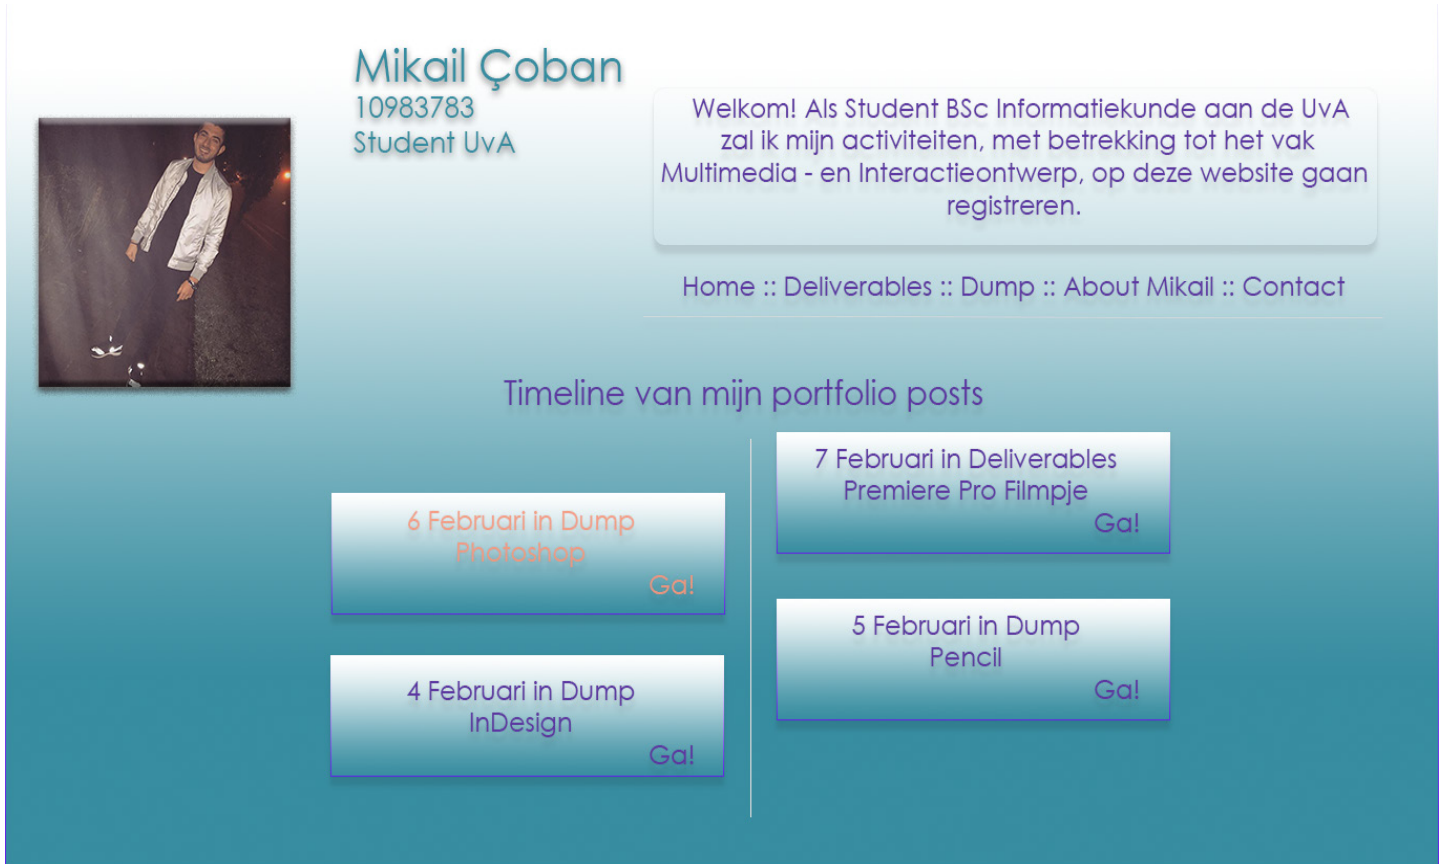 Mikail Çoban
10983783
Student UvA
Welkom! Als Student BSc Informatiekunde aan de UvA
zal ik mijn activiteiten, met betrekking tot het vak
Multimedia - en Interactieontwerp, op deze website gaan
registreren.
Home :: Deliverables :: Dump :: About Mikail :: Contact
Timeline van mijn portfolio posts
7 Februari in Deliverables
Premiere Pro Filmpje
Ga!
6 Februari in Dump
Photoshop
Ga!
5 Februari in Dump
Pencil
Ga!
4 Februari in Dump
InDesign
Ga!